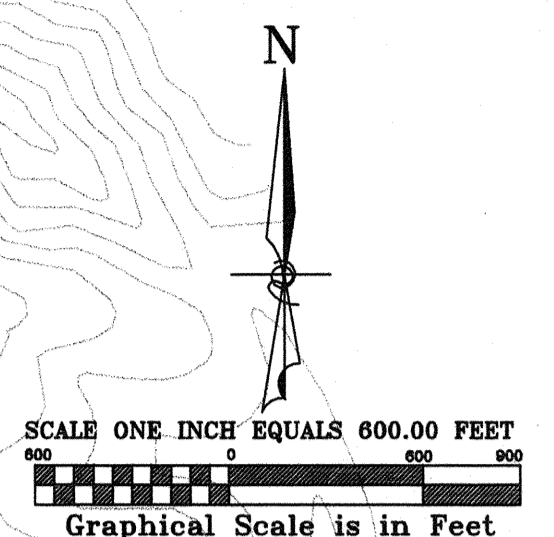 N
SCALE ONE INCH EQUALS 600.00 FEET
600 0 600 900
Graphical Scale is in Feet